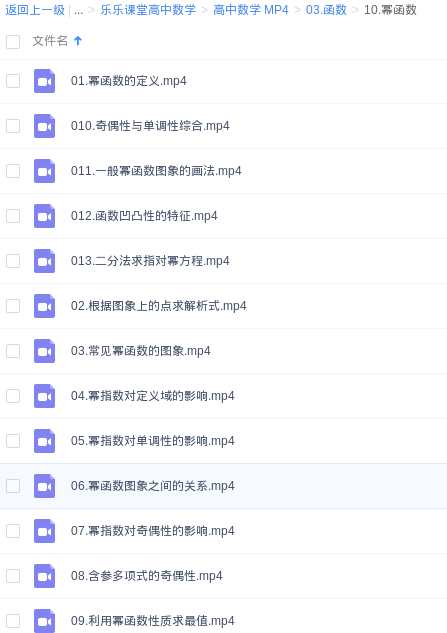 返回上一级 | ... > 乐乐课堂高中数学 > 高中数学 MP4 > 03.函数 > 10.幂函数
文件名
01.幂函数的定义.mp4
010.奇偶性与单调性综合.mp4
011.一般幂函数图象的画法.mp4
012.函数凹凸性的特征.mp4
013.二分法求指对幂方程.mp4
02.根据图象上的点求解析式.mp4
03.常见幂函数的图象.mp4
04.幂指数对定义域的影响.mp4
05.幂指数对单调性的影响.mp4
06.幂函数图象之间的关系.mp4
07.幂指数对奇偶性的影响.mp4
08.含参多项式的奇偶性.mp4
09.利用幂函数性质求最值.mp4